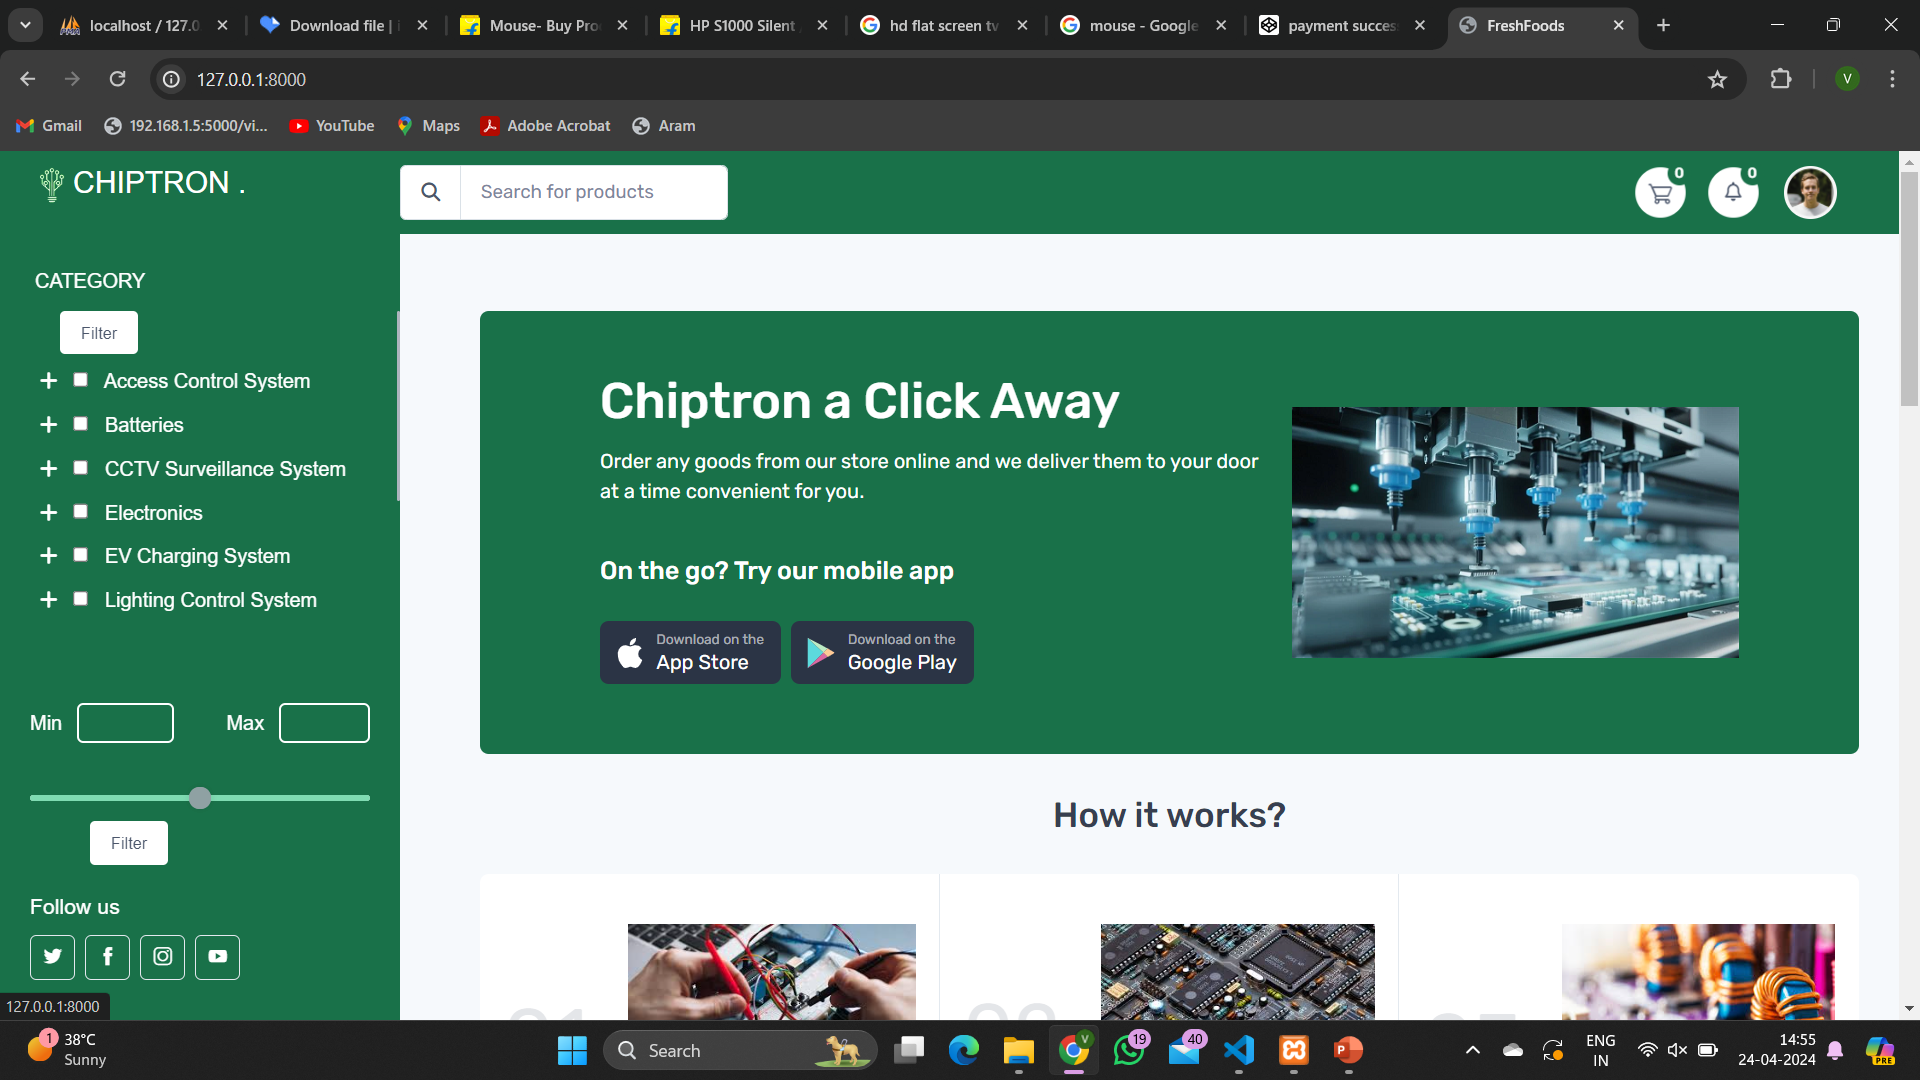 localhost / 127.0
Download file | i
Mouse- Buy Pro
HP S1000 Silent
hd flat screen tv
mouse - Google
payment succes
FreshFoods
127.0.0.1:8000
V
Gmail
192.168.1.5:5000/vi...
YouTube
Maps
Adobe Acrobat
Aram
CHIPTRON .
Search for products
0
0
CATEGORY
Filter
Access Control System
Batteries
CCTV Surveillance System
Electronics
EV Charging System
Lighting Control System
Min
Max
Filter
Follow us
Chiptron a Click Away
Order any goods from our store online and we deliver them to your door
at a time convenient for you.
On the go? Try our mobile app
Download on the
App Store
Download on the
Google Play
How it works?
127.0.0.1:8000
1
38°C
Sunny
Search
V
19
40
ENG
IN
14:55
24-04-2024
PRE